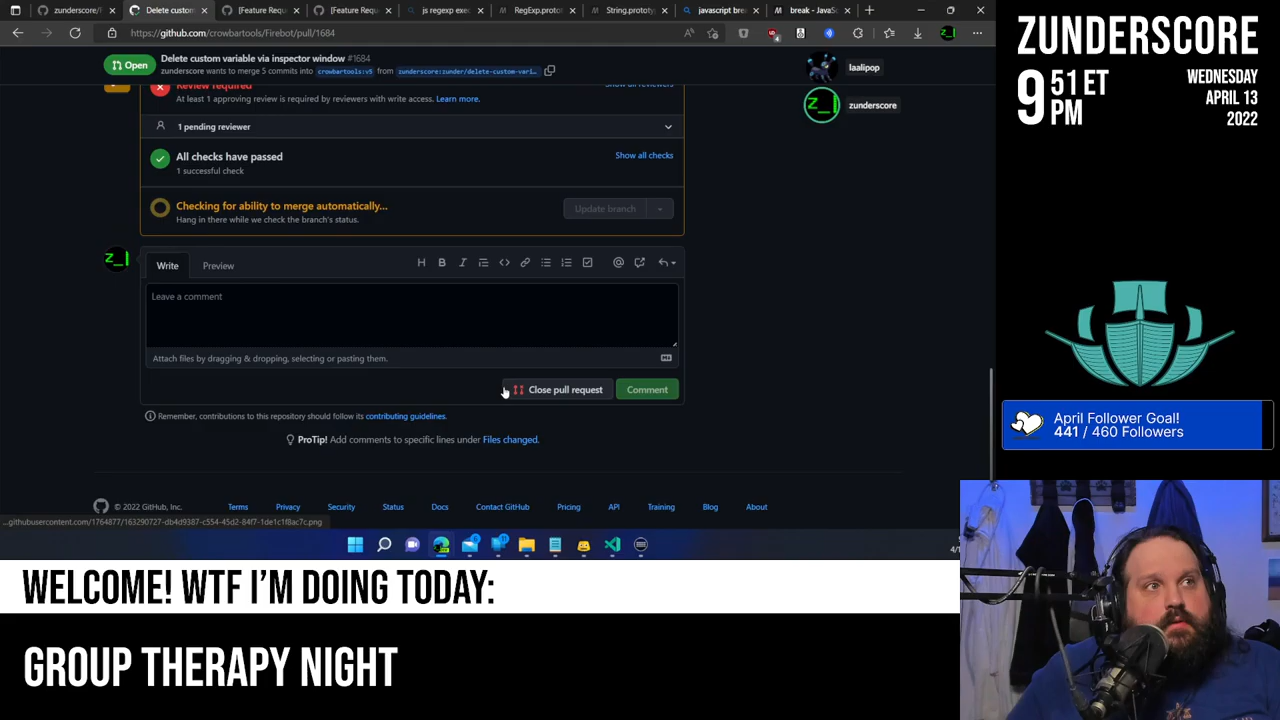 zunderscore/F
Delete custom
[Feature Requ
[Feature Requ
js regexp exec
RegExp.protot
String.prototy
javascript bre
break - JavaSc
https://github.com/crowbartools/Firebot/pull/1684
Open
Delete custom variable via inspector window #1684
zunderscore wants to merge 5 commits into crowbartools:v5 from zunderscore:zunder/delete-custom-vari...
Review required
Show all reviewers
At least 1 approving review is required by reviewers with write access. Learn more.
1 pending reviewer
All checks have passed
Show all checks
1 successful check
Checking for ability to merge automatically...
Hang in there while we check the branch's status.
Update branch
laalipop
zunderscore
z_
Write
Preview
Leave a comment
Attach files by dragging & dropping, selecting or pasting them.
Close pull request
Comment
Remember, contributions to this repository should follow its contributing guidelines.
ProTip! Add comments to specific lines under Files changed.
© 2022 GitHub, Inc.
Terms
Privacy
Security
Status
Docs
Contact GitHub
Pricing
API
Training
Blog
About
4/1
ZUNDERSCORE
9 51 ET PM
WEDNESDAY
APRIL 13
2022
April Follower Goal!
441 / 460 Followers
WELCOME! WTF I'M DOING TODAY:
GROUP THERAPY NIGHT